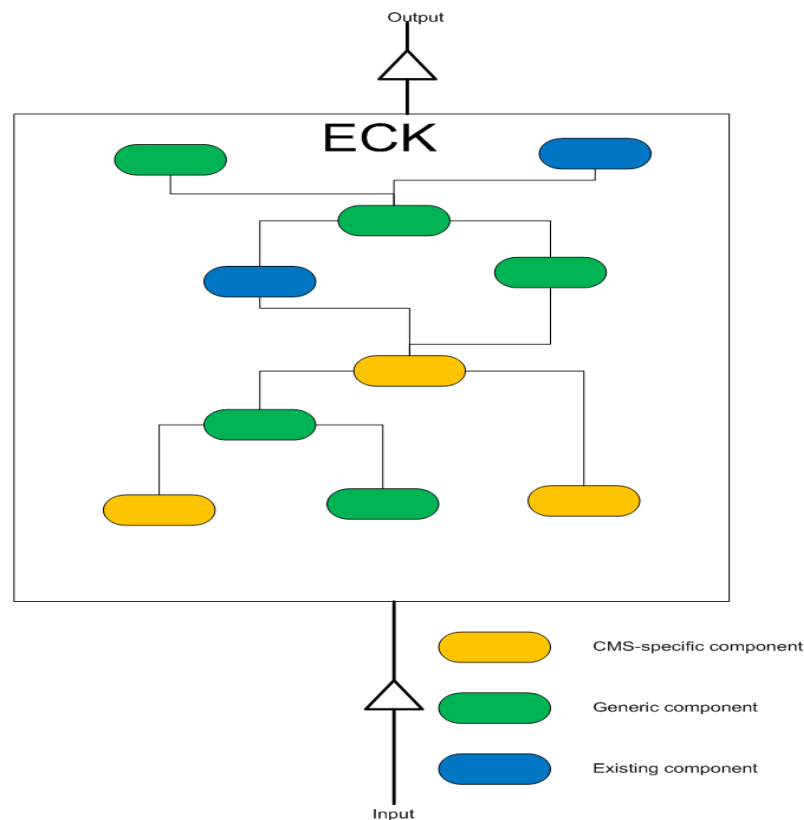 Output
ECK
CMS-specific component
Generic component
Existing component
Input